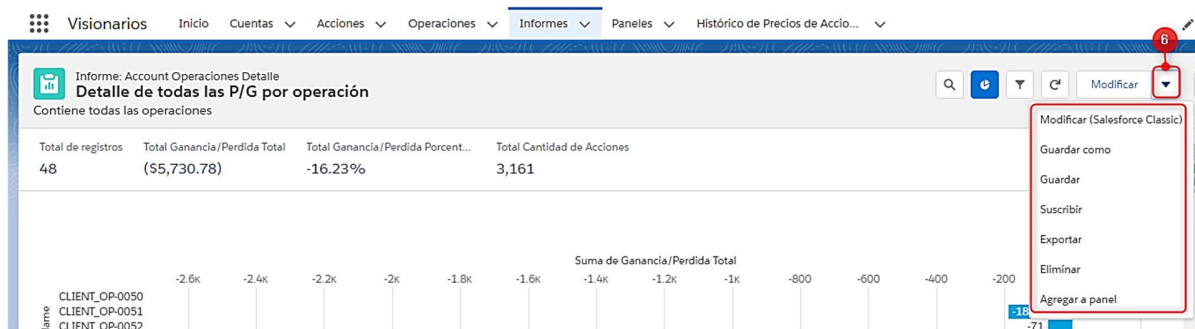 Visionarios Inicio Cuentas Acciones Operaciones Informes Paneles Histórico de Precios de Accio...
6
Informe: Account Operaciones Detalle
Detalle de todas las P/G por operación
Contiene todas las operaciones
Modificar
Modificar (Salesforce Classic)
Guardar como
Guardar
Suscribir
Exportar
Eliminar
Agregar a panel
Total de registros Total Ganancia/Perdida Total Total Ganancia/Perdida Porcent... Total Cantidad de Acciones
48 ($5,730.78) -16.23% 3,161
Suma de Ganancia/Perdida Total
-2.6K -2.4K -2.2K -2K -1.8K -1.6K -1.4K -1.2K -1K -800 -600 -400 -200
CLIENT_OP-0050
CLIENT_OP-0051 -18
CLIENT_OP-0052 -71